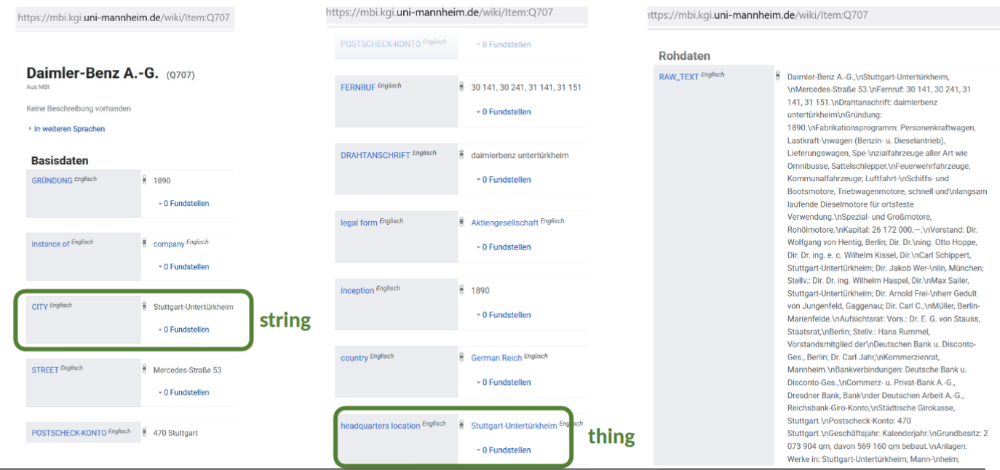 https://mbi.kgi.uni-mannheim.de/wiki/Item:Q707
Daimler-Benz A.-G. (Q707)
Aus MBI
Keine Beschreibung vorhanden
In weiteren Sprachen
Basisdaten
GRÜNDUNG Englisch 1890
0 Fundstellen
instance of Englisch company Englisch
0 Fundstellen
CITY Englisch Stuttgart-Untertürkheim
0 Fundstellen
string
STREET Englisch Mercedes-Straße 53
0 Fundstellen
POSTSCHECK-KONTO Englisch 470 Stuttgart
https://mbi.kgi.uni-mannheim.de/wiki/Item:Q707
POSTSCHECK-KONTO Englisch 0 Fundstellen
FERNRUF Englisch 30 141, 30 241, 31 141, 31 151
0 Fundstellen
DRAHTANSCHRIFT Englisch daimlerbenz untertürkheim
0 Fundstellen
legal form Englisch Aktiengesellschaft Englisch
0 Fundstellen
inception Englisch 1890
0 Fundstellen
country Englisch German Reich Englisch
0 Fundstellen
headquarters location Englisch Stuttgart-Untertürkheim Englisch
0 Fundstellen
thing
https://mbi.kgi.uni-mannheim.de/wiki/Item:Q707
Rohdaten
RAW_TEXT Englisch Daimler-Benz A.-G.,\nStuttgart-Untertürkheim,
\nMercedes-Straße 53.\nFernruf: 30 141, 30 241, 31
141, 31 151.\nDrahtanschrift: daimlerbenz
untertürkheim\nGründung:
1890.\nFabrikationsprogramm: Personenkraftwagen,
Lastkraft-\nwagen (Benzin- u. Dieselantrieb),
Lieferungswagen, Spe-\nzialfahrzeuge aller Art wie
Omnibusse, Sattelschlepper,\nFeuerwehrfahrzeuge,
Kommunalfahrzeuge; Luftfahrt-\nSchiffs- und
Bootsmotore, Triebwagenmotore, schnell und\nlangsam
laufende Dieselmotore für ortsfeste
Verwendung.\nSpezial- und Großmotore,
Rohölmotore.\nKapital: 26 172 000.—.\nVorstand: Dir.
Wolfgang von Hentig, Berlin; Dir. Dr.\ning. Otto Hoppe,
Dir. Dr. ing. e. c. Wilhelm Kissel, Dir.\nCarl Schippert,
Stuttgart-Untertürkheim; Dir. Jakob Wer-\nlin, München;
Stellv.: Dir. Dr. ing. Wilhelm Haspel, Dir.\nMax Sailer,
Stuttgart-Untertürkheim; Dir. Arnold Frei-\nherr Gedult
von Jungenfeld, Gaggenau; Dir. Carl C.,\nMüller, Berlin-
Marienfelde.\nAufsichtsrat: Vors.: Dr. E. G. von Stauss,
Staatsrat,\nBerlin; Stellv.: Hans Rummel,
Vorstandsmitglied der\nDeutschen Bank u. Disconto-
Ges., Berlin; Dr. Carl Jahr,\nKommerzienrat,
Mannheim.\nBankverbindungen: Deutsche Bank u.
Disconto-Ges.,\nCommerz- u. Privat-Bank A.-G.,
Dresdner Bank, Bank\nder Deutschen Arbeit A.-G.,
Reichsbank-Giro-Konto,\nStädtische Girokasse,
Stuttgart.\nPostscheck-Konto: 470
Stuttgart.\nGeschäftsjahr: Kalenderjahr.\nGrundbesitz: 2
073 904 qm, davon 569 160 qm bebaut.\nAnlagen:
Werke in: Stuttgart-Untertürkheim; Mann-\nheim;